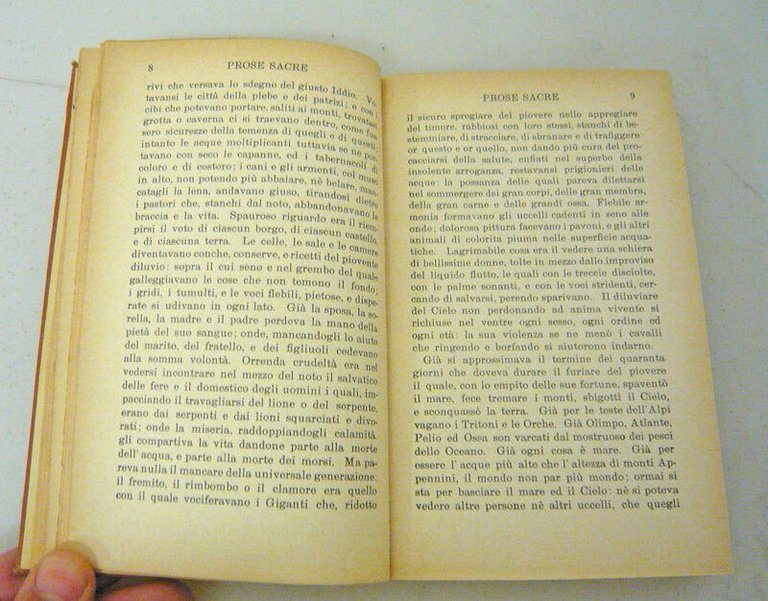 8 PROSE SACRE
rivi che versava lo sdegno del giusto Iddio. Vo-
tavansi le città della plebe e dei patrizi; e con i
cibi che potevano portare, saliti ai monti, trovatasi
grotta o caverna ci si traevano dentro, come fus-
sero sicurezze della temenza di quegli e di questi,
intanto le acque moltiplicanti tuttavia se ne por-
tavano con seco le capanne, ed i tabernacoli di
coloro e di costoro; i cani e gli armenti, col muso
in alto, non potendo più abbaiare, nè belare, man-
catagli la lena, andavano giuso, tirandosi dietro
i pastori che, stanchi dal noto, abbandonavano le
braccia e la vita. Spauroso riguardo era il riem-
pirsi il voto di ciascun borgo, di ciascun castello,
e di ciascuna terra. Le celle, le sale e le camere
diventavano conche, conserve, e ricetti del piovente
diluvio: sopra il cui seno e nel grembo del quale
galleggiavano le cose che non temono il fondo;
i gridi, i tumulti, e le voci flebili, pietose, e dispe-
rate si udivano in ogni lato. Già la sposa, la so-
rella, la madre e il padre perdeva la mano della
pietà del suo sangue; onde, mancandogli lo aiuto
del marito, del fratello, e dei figliuoli cedevano
alla somma volontà. Orrenda crudeltà era nel
vedersi incontrare nel mezzo del noto il salvatico
delle fere e il domestico degli uomini i quali, im-
pacciando il travagliarsi del lione o del serpente,
erano dai serpenti e dai lioni squarciati e divo-
rati; onde la miseria, raddoppiandogli calamità
gli compartiva la vita dandone parte alla morte
dell'acqua, e parte alla morte dei morsi. Ma pa-
reva nulla il mancare della universale generazione:
il fremito, il rimbombo o il clamore era quello
con il quale vociferavano i Giganti che, ridotto
PROSE SACRE 9
il sicuro spregiare del piovere nello appregiare
del timore, rabbiosi con loro stessi, stanchi di be-
stemmiare, di stracciare, di sbranare e di trafiggere
or questo e or quello, non dando più cura del pro-
cacciarsi della salute, enfiati nel superbo della
insolente arroganza, restavansi prigionieri delle
acque: la possanza delle quali pareva dilettarsi
nel sommergere dei gran corpi, delle gran membra,
della gran carne e delle grandi ossa. Flebile ar-
monia formavano gli uccelli cadenti in seno alle
onde; dolorosa pittura facevano i pavoni, e gli altri
animali di colorita piuma nelle superficie acqua-
tiche. Lagrimabile cosa era il vedere una schiera
di bellissime donne, tolte in mezzo dallo improviso
del liquido flutto, le quali con le treccie disciolte,
con le palme sonanti, e con le voci stridenti, cer-
cando di salvarsi, perendo sparivano. Il diluviare
del Cielo non perdonando ad anima vivente si
richiuse nel ventre ogni sesso, ogni ordine ed
ogni età: la sua violenza se ne menò i cavalli
che ringendo e borfando si aiutorono indarno.
Già si approssimava il termine dei quaranta
giorni che doveva durare il furiare del piovere
il quale, con lo empito delle sue fortune, spaventò
il mare, fece tremare i monti, sbigottì il Cielo,
e sconquassò la terra. Già per le teste dell'Alpi
vagano i Tritoni e le Orche. Già Olimpo, Atlante,
Pelio ed Ossa son varcati dal mostruoso dei pesci
dello Oceano. Già ogni cosa è mare. Già per
essere l'acque più alte che l'altezza di monti Ap-
pennini, il mondo non par più mondo; ormai si
sta per basciare il mare ed il Cielo: nè si poteva
vedere altre persone nè altri uccelli, che quegli